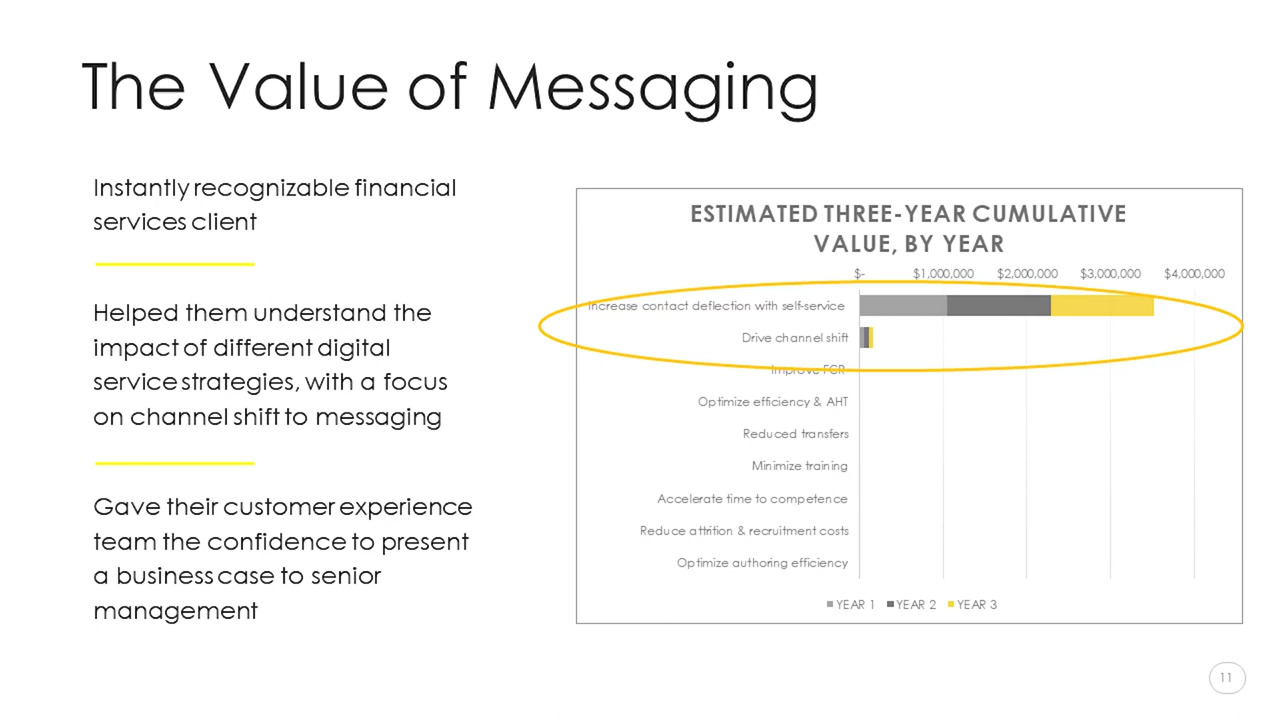 The Value of Messaging
Instantly recognizable financial
services client
Helped them understand the
impact of different digital
service strategies, with a focus
on channel shift to messaging
Gave their customer experience
team the confidence to present
a business case to senior
management
ESTIMATED THREE-YEAR CUMULATIVE
VALUE, BY YEAR
$- $1,000,000 $2,000,000 $3,000,000 $4,000,000
Increase contact deflection with self-service
Drive channel shift
Improve FCR
Optimize efficiency & AHT
Reduced transfers
Minimize training
Accelerate time to competence
Reduce attrition & recruitment costs
Optimize authoring efficiency
YEAR 1 YEAR 2 YEAR 3
11